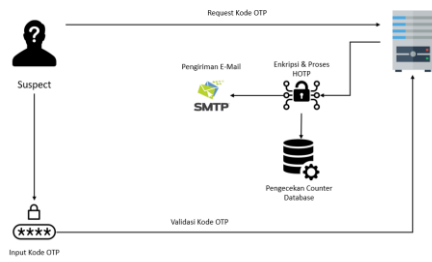 Request Kode OTP
?
Suspect
Pengiriman E-Mail
Enkripsi & Proses
HOTP
SMTP
Pengecekan Counter
Database
Validasi Kode OTP
****
Input Kode OTP